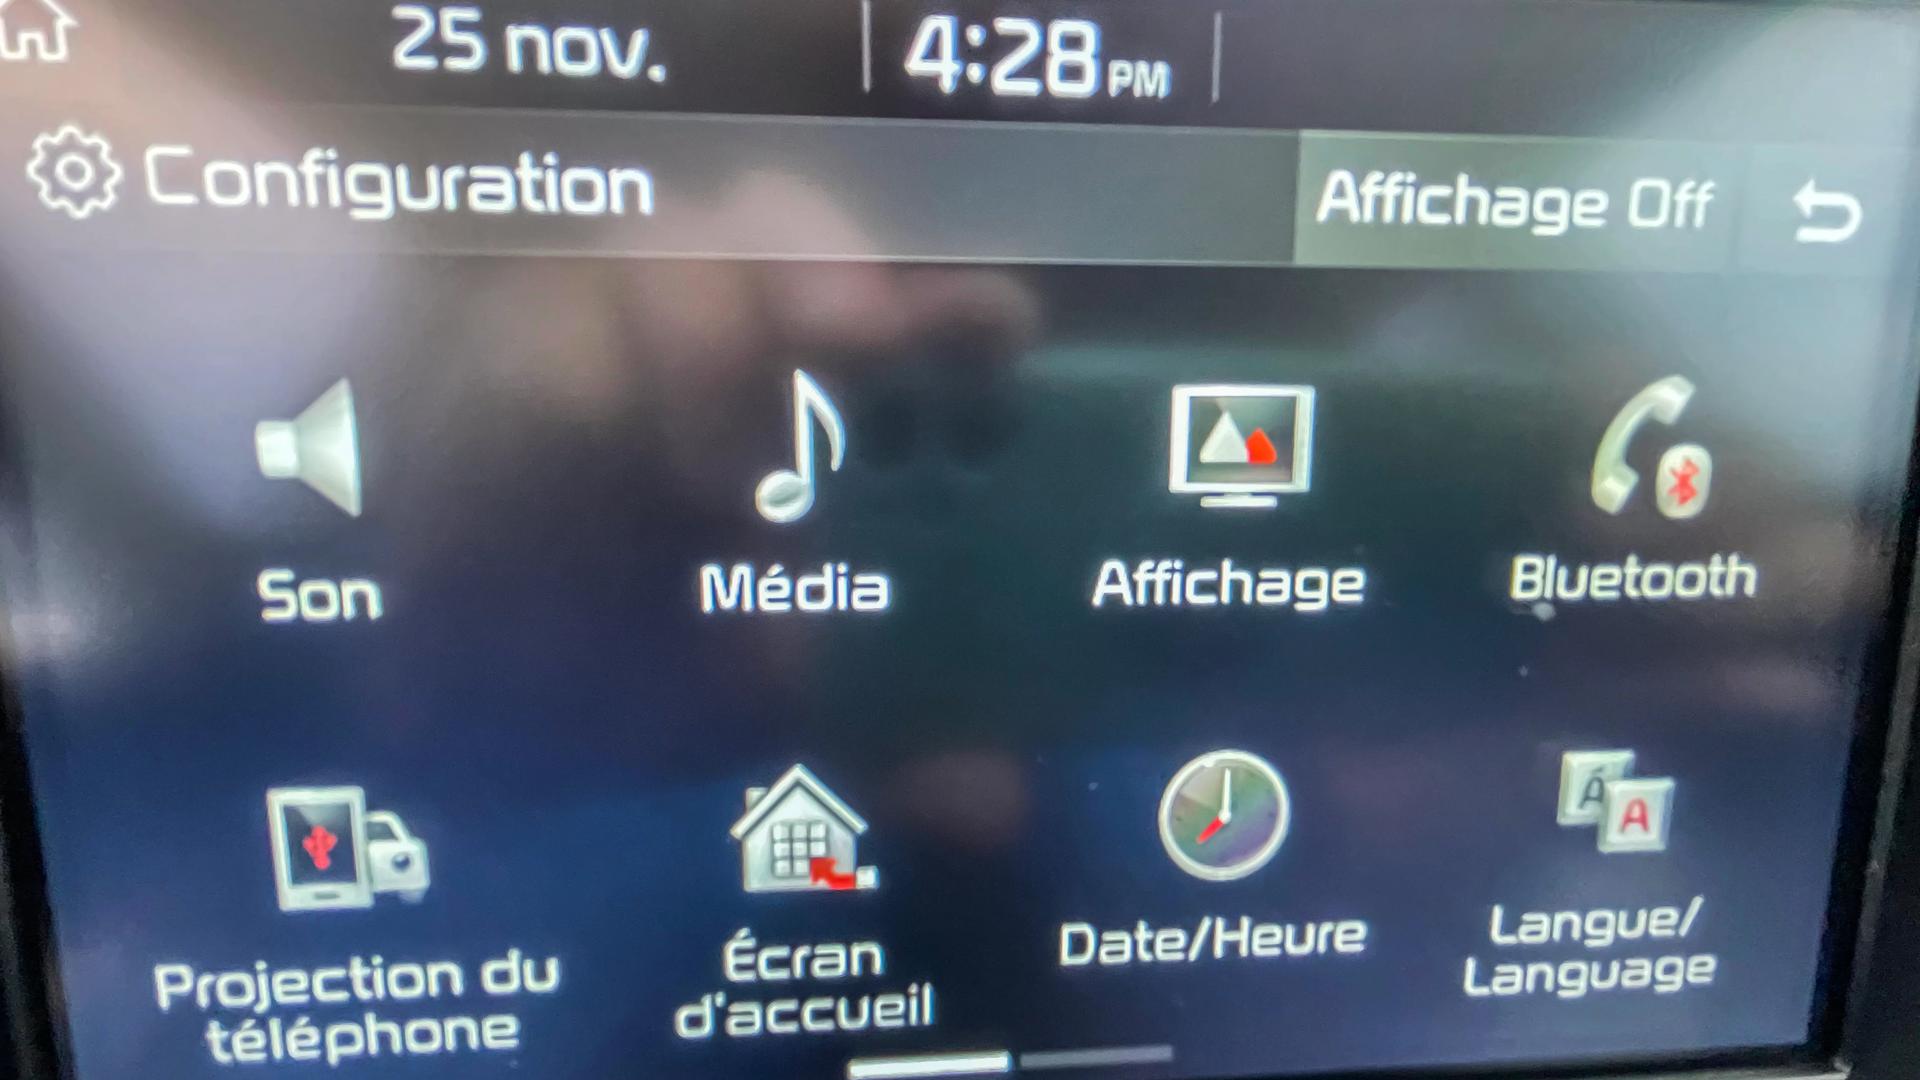 25 nov. 4:28 PM
Configuration Affichage Off
Son Média Affichage Bluetooth
Projection du
téléphone
Écran
d'accueil
Date/Heure
Langue/
Language